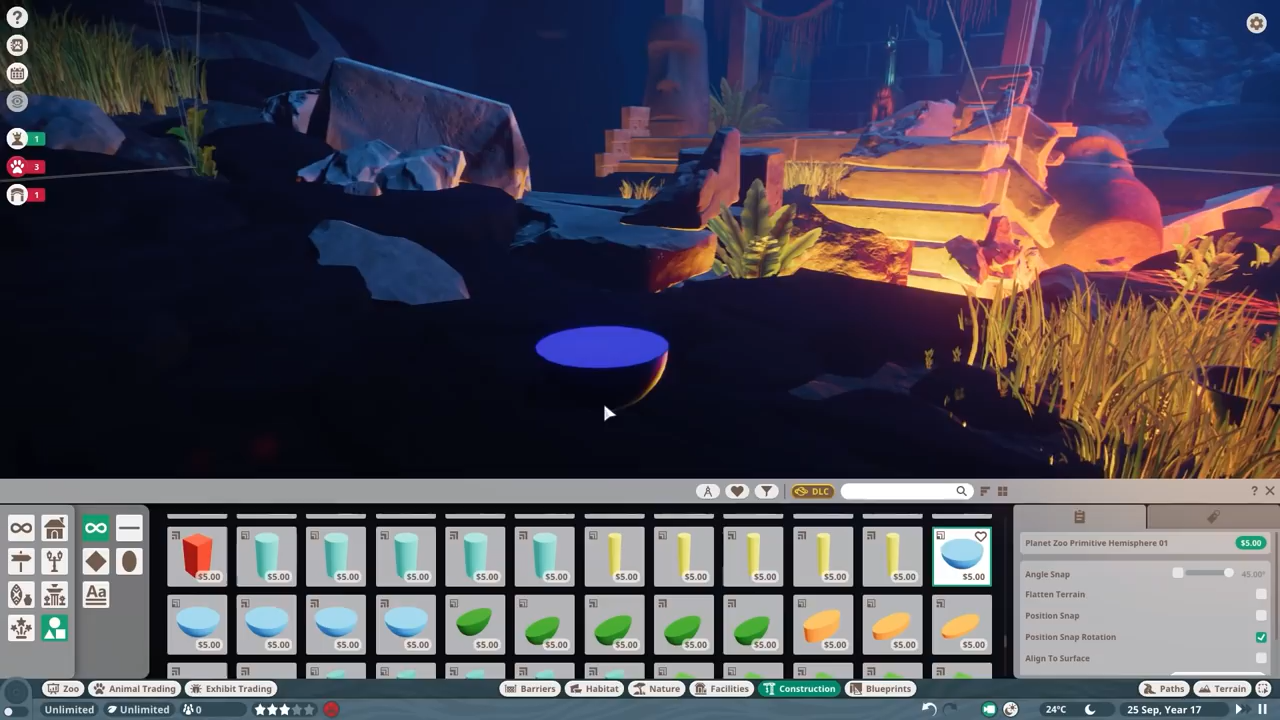 ?
1
3
1
DLC
? ×
$5.00 $5.00 $5.00 $5.00 $5.00 $5.00 $5.00 $5.00 $5.00 $5.00 $5.00 $5.00
Aa
$5.00 $5.00 $5.00 $5.00 $5.00 $5.00 $5.00 $5.00 $5.00 $5.00 $5.00 $5.00
Planet Zoo Primitive Hemisphere 01 $5.00
Angle Snap 45.00°
Flatten Terrain
Position Snap
Position Snap Rotation
Align To Surface
Zoo Animal Trading Exhibit Trading Barriers Habitat Nature Facilities Construction Blueprints Paths Terrain
Unlimited Unlimited 0 24°C 25 Sep, Year 17